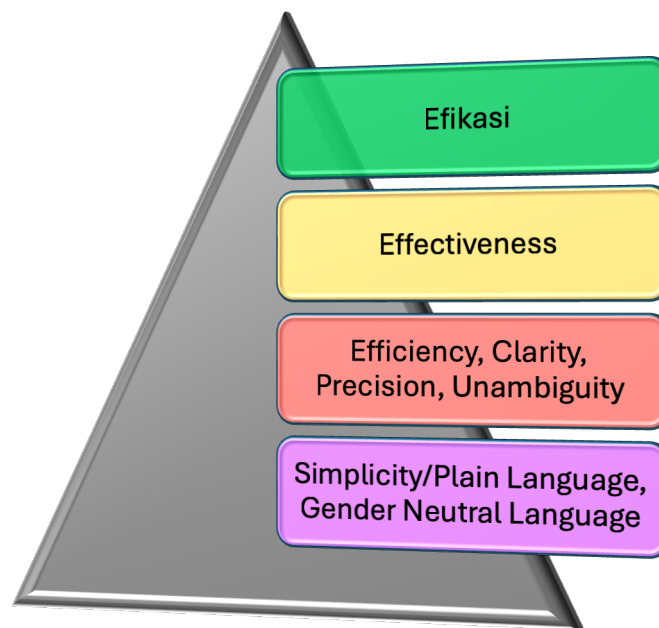 Efikasi
Effectiveness
Efficiency, Clarity,
Precision, Unambiguity
Simplicity/Plain Language,
Gender Neutral Language